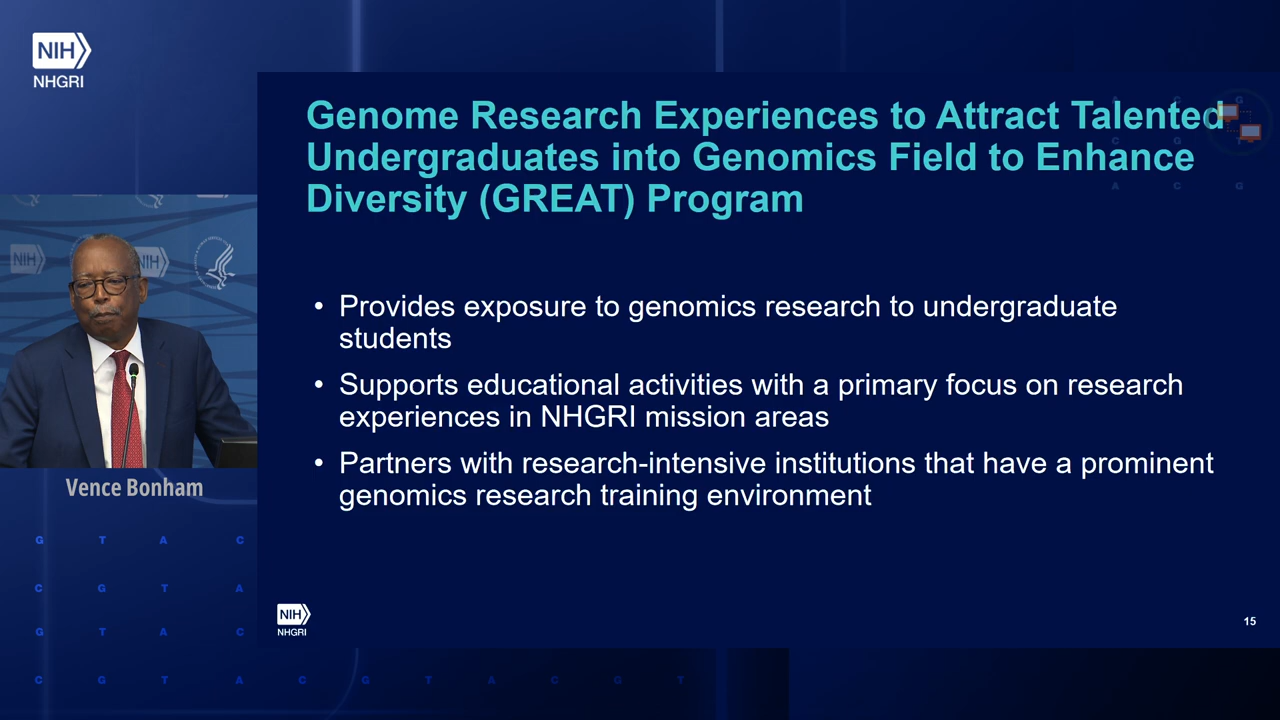 NIH
NHGRI
Genome Research Experiences to Attract Talented
Undergraduates into Genomics Field to Enhance
Diversity (GREAT) Program
• Provides exposure to genomics research to undergraduate
students
• Supports educational activities with a primary focus on research
experiences in NHGRI mission areas
• Partners with research-intensive institutions that have a prominent
genomics research training environment
NIH
NHGRI
15
NIH
NIH
Vence Bonham
G T A C
C G T A
G T A C
C G T A C G T A C G T
A C G
C G T
A C G